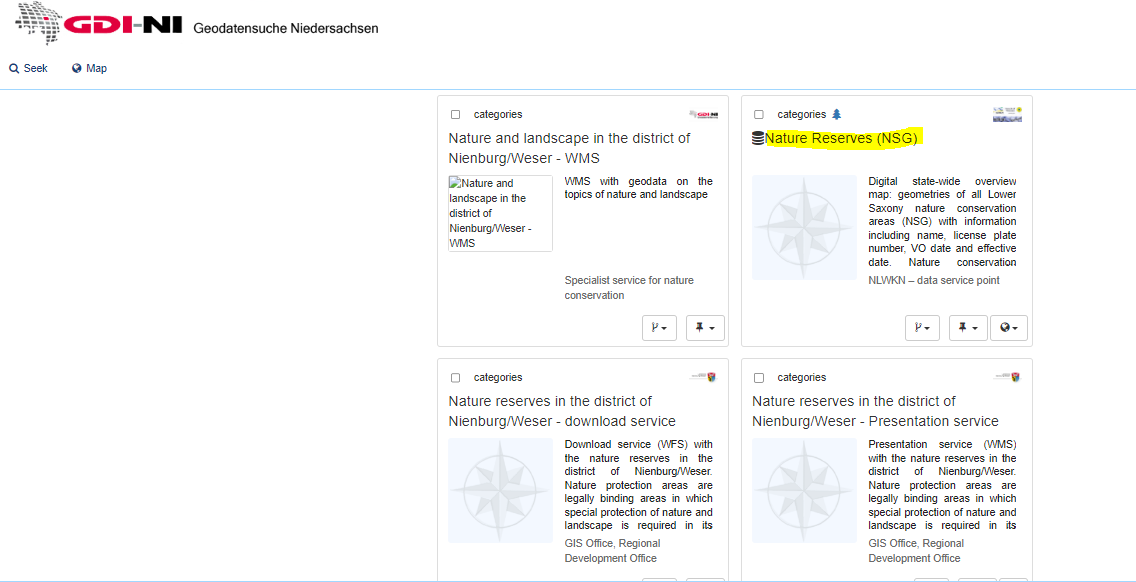 GDI-NI Geodatensuche Niedersachsen
Seek Map
categories
Nature and landscape in the district of
Nienburg/Weser - WMS
Nature and
landscape in the
district of
Nienburg/Weser -
WMS
WMS with geodata on the
topics of nature and landscape
Specialist service for nature
conservation
categories
Nature Reserves (NSG)
Digital state-wide overview
map: geometries of all Lower
Saxony nature conservation
areas (NSG) with information
including name, license plate
number, VO date and effective
date. Nature conservation
NLWKN – data service point
categories
Nature reserves in the district of
Nienburg/Weser - download service
Download service (WFS) with
the nature reserves in the
district of Nienburg/Weser.
Nature protection areas are
legally binding areas in which
special protection of nature and
landscape is required in its
GIS Office, Regional
Development Office
categories
Nature reserves in the district of
Nienburg/Weser - Presentation service
Presentation service (WMS)
with the nature reserves in the
district of Nienburg/Weser.
Nature protection areas are
legally binding areas in which
special protection of nature and
landscape is required in its
GIS Office, Regional
Development Office